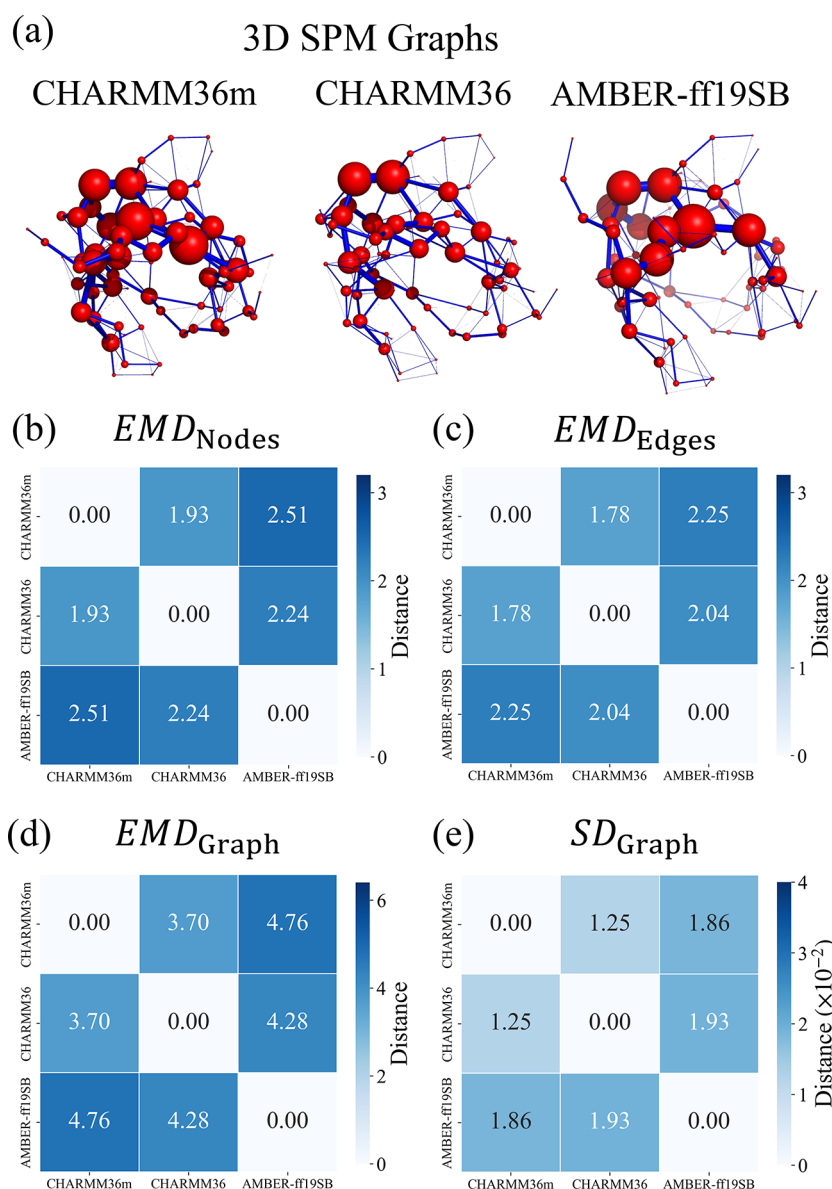 (a)
3D SPM Graphs
CHARMM36m CHARMM36 AMBER-ff19SB
(b) EMD_Nodes
CHARMM36m 0.00 1.93 2.51
CHARMM36 1.93 0.00 2.24
AMBER-ff19SB 2.51 2.24 0.00
CHARMM36m CHARMM36 AMBER-ff19SB
3
2
1
0
Distance
(c) EMD_Edges
CHARMM36m 0.00 1.78 2.25
CHARMM36 1.78 0.00 2.04
AMBER-ff19SB 2.25 2.04 0.00
CHARMM36m CHARMM36 AMBER-ff19SB
3
2
1
0
Distance
(d) EMD_Graph
CHARMM36m 0.00 3.70 4.76
CHARMM36 3.70 0.00 4.28
AMBER-ff19SB 4.76 4.28 0.00
CHARMM36m CHARMM36 AMBER-ff19SB
6
4
2
0
Distance
(e) SD_Graph
CHARMM36m 0.00 1.25 1.86
CHARMM36 1.25 0.00 1.93
AMBER-ff19SB 1.86 1.93 0.00
CHARMM36m CHARMM36 AMBER-ff19SB
4
3
2
1
0
Distance (×10⁻²)